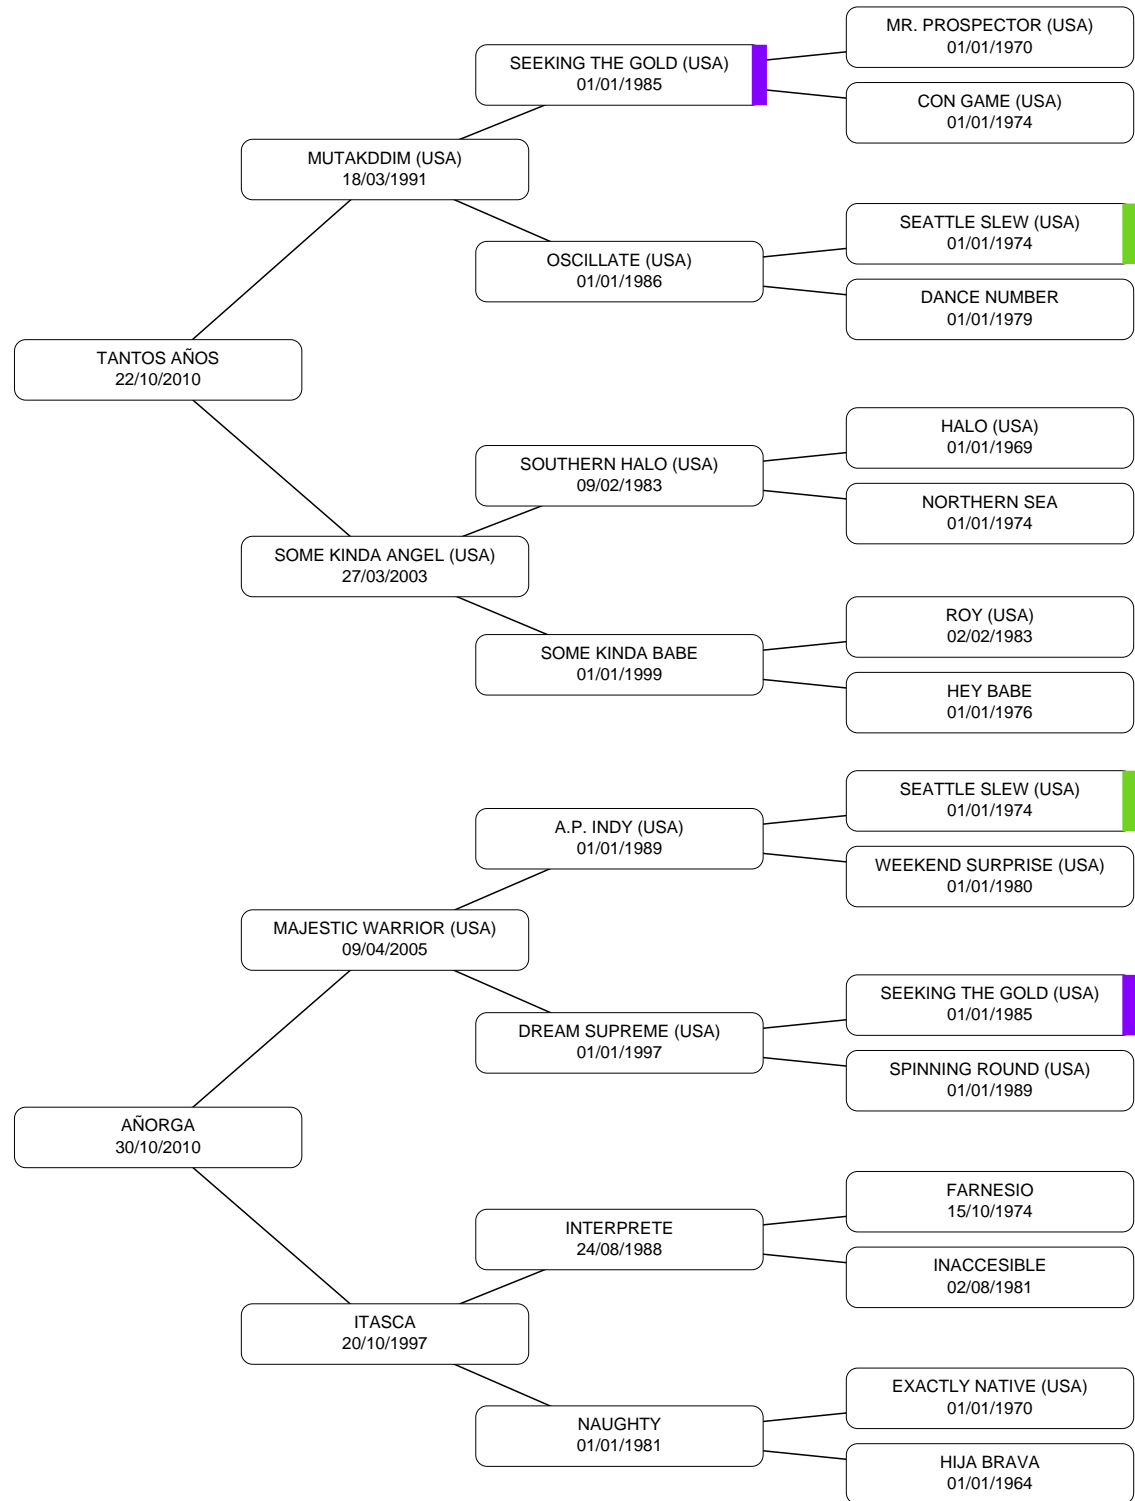 MR. PROSPECTOR (USA)
01/01/1970
SEEKING THE GOLD (USA)
01/01/1985
CON GAME (USA)
01/01/1974
MUTAKDDIM (USA)
18/03/1991
SEATTLE SLEW (USA)
01/01/1974
OSCILLATE (USA)
01/01/1986
DANCE NUMBER
01/01/1979
TANTOS AÑOS
22/10/2010
HALO (USA)
01/01/1969
SOUTHERN HALO (USA)
09/02/1983
NORTHERN SEA
01/01/1974
SOME KINDA ANGEL (USA)
27/03/2003
ROY (USA)
02/02/1983
SOME KINDA BABE
01/01/1999
HEY BABE
01/01/1976
SEATTLE SLEW (USA)
01/01/1974
A.P. INDY (USA)
01/01/1989
WEEKEND SURPRISE (USA)
01/01/1980
MAJESTIC WARRIOR (USA)
09/04/2005
SEEKING THE GOLD (USA)
01/01/1985
DREAM SUPREME (USA)
01/01/1997
SPINNING ROUND (USA)
01/01/1989
AÑORGA
30/10/2010
FARNESIO
15/10/1974
INTERPRETE
24/08/1988
INACCESIBLE
02/08/1981
ITASCA
20/10/1997
EXACTLY NATIVE (USA)
01/01/1970
NAUGHTY
01/01/1981
HIJA BRAVA
01/01/1964